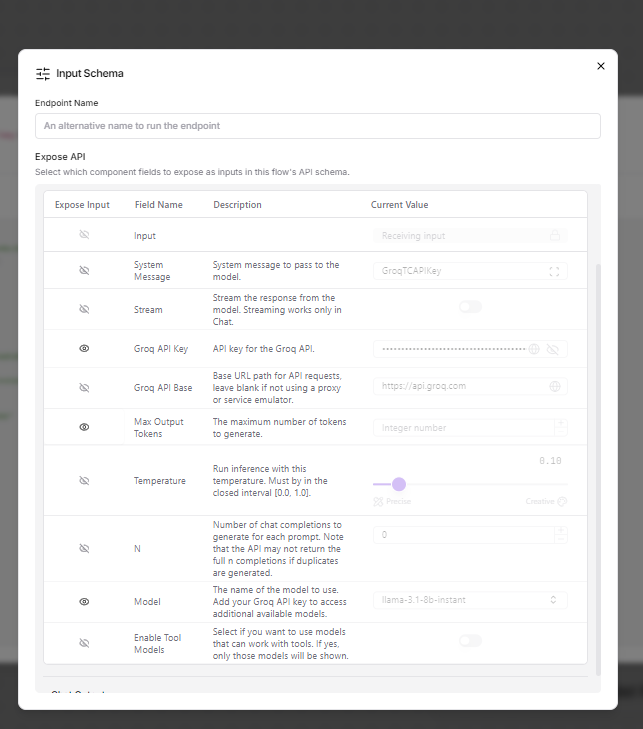 Input Schema
Endpoint Name
An alternative name to run the endpoint
Expose API
Select which component fields to expose as inputs in this flow's API schema.
Expose Input Field Name Description Current Value
Input Receiving input
System Message System message to pass to the model. GroqTCAPIKey
Stream Stream the response from the model. Streaming works only in Chat.
Groq API Key API key for the Groq API.
Groq API Base Base URL path for API requests, leave blank if not using a proxy or service emulator. https://api.groq.com
Max Output Tokens The maximum number of tokens to generate. Integer number
Temperature Run inference with this temperature. Must by in the closed interval [0.0, 1.0]. 0.10
Precise Creative
N Number of chat completions to generate for each prompt. Note that the API may not return the full n completions if duplicates are generated. 0
Model The name of the model to use. Add your Groq API key to access additional available models. llama-3.1-8b-instant
Enable Tool Models Select if you want to use models that can work with tools. If yes, only those models will be shown.